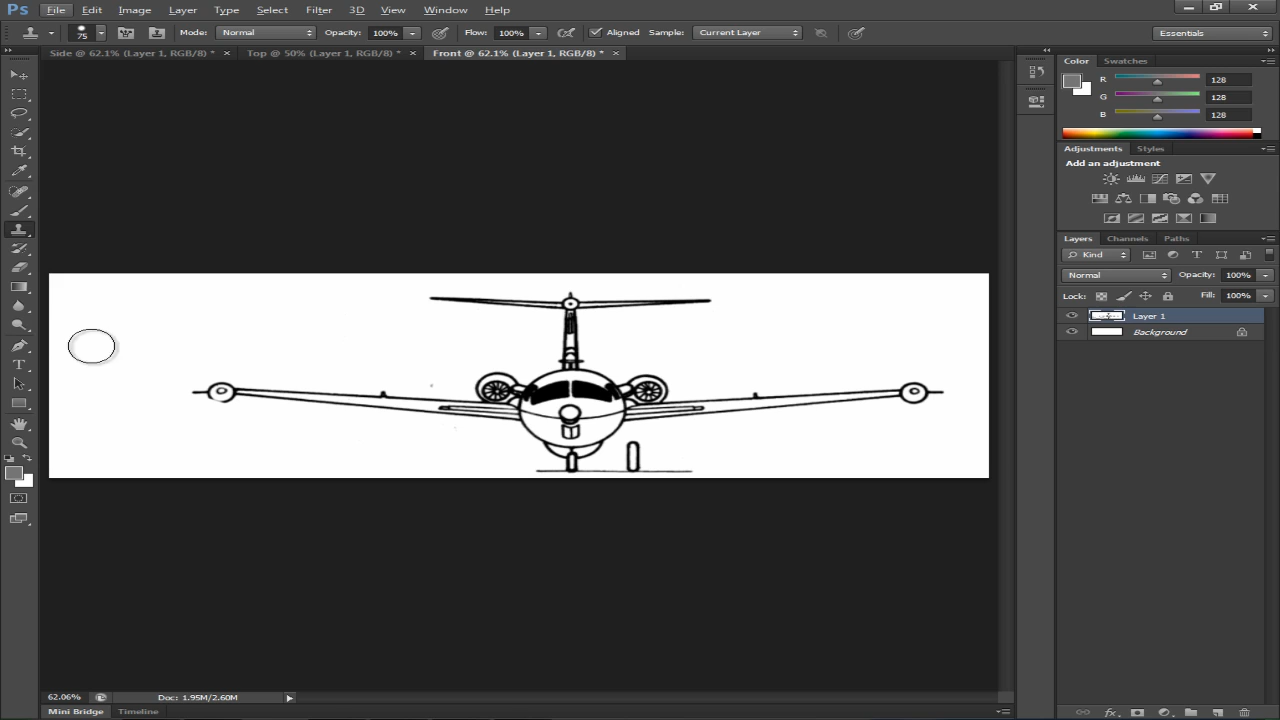 Ps File Edit Image Layer Type Select Filter 3D View Window Help
75 Mode: Normal Opacity: 100% Flow: 100% Aligned Sample: Current Layer Essentials
Side @ 62.1% (Layer 1, RGB/8) * × Top @ 50% (Layer 1, RGB/8) * × Front @ 62.1% (Layer 1, RGB/8) * ×
Color Swatches
R 128
G 128
B 128
Adjustments Styles
Add an adjustment
Layers Channels Paths
Kind T
Normal Opacity: 100%
Lock: Fill: 100%
Layer 1
Background
T
62.06% Doc: 1.95M/2.60M
Mini Bridge Timeline
fx